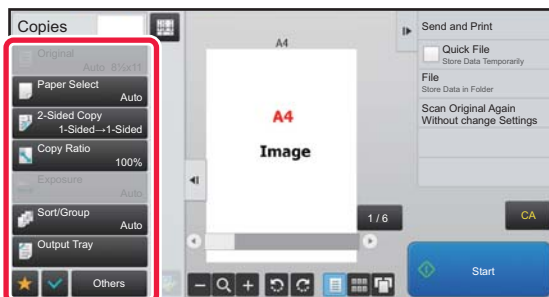 Copies
Original
Auto 8½x11
Paper Select
Auto
2-Sided Copy
1-Sided→1-Sided
Copy Ratio
100%
Exposure
Auto
Sort/Group
Auto
Output Tray
Others
A4
A4
Image
1 / 6
Send and Print
Quick File
Store Data Temporarily
File
Store Data in Folder
Scan Original Again
Without change Settings
CA
Start